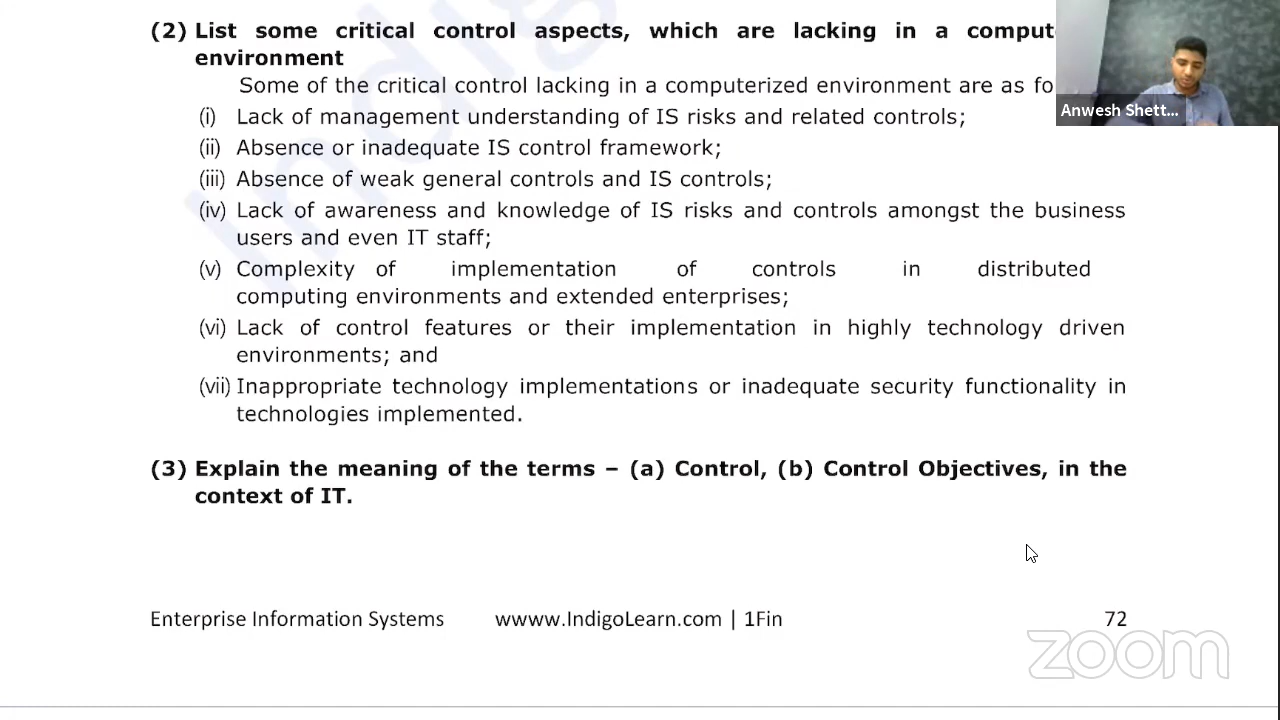 (2) List some critical control aspects, which are lacking in a
environment
Some of the critical control lacking in a computerized environment are as
Anwesh Shett...
(i) Lack of management understanding of IS risks and related controls;
(ii) Absence or inadequate IS control framework;
(iii) Absence of weak general controls and IS controls;
(iv) Lack of awareness and knowledge of IS risks and controls amongst the business
users and even IT staff;
(v) Complexity of implementation of controls in distributed
computing environments and extended enterprises;
(vi) Lack of control features or their implementation in highly technology driven
environments; and
(vii) Inappropriate technology implementations or inadequate security functionality in
technologies implemented.
(3) Explain the meaning of the terms – (a) Control, (b) Control Objectives, in the
context of IT.
Enterprise Information Systems wwww.IndigoLearn.com | 1Fin 72
zoom